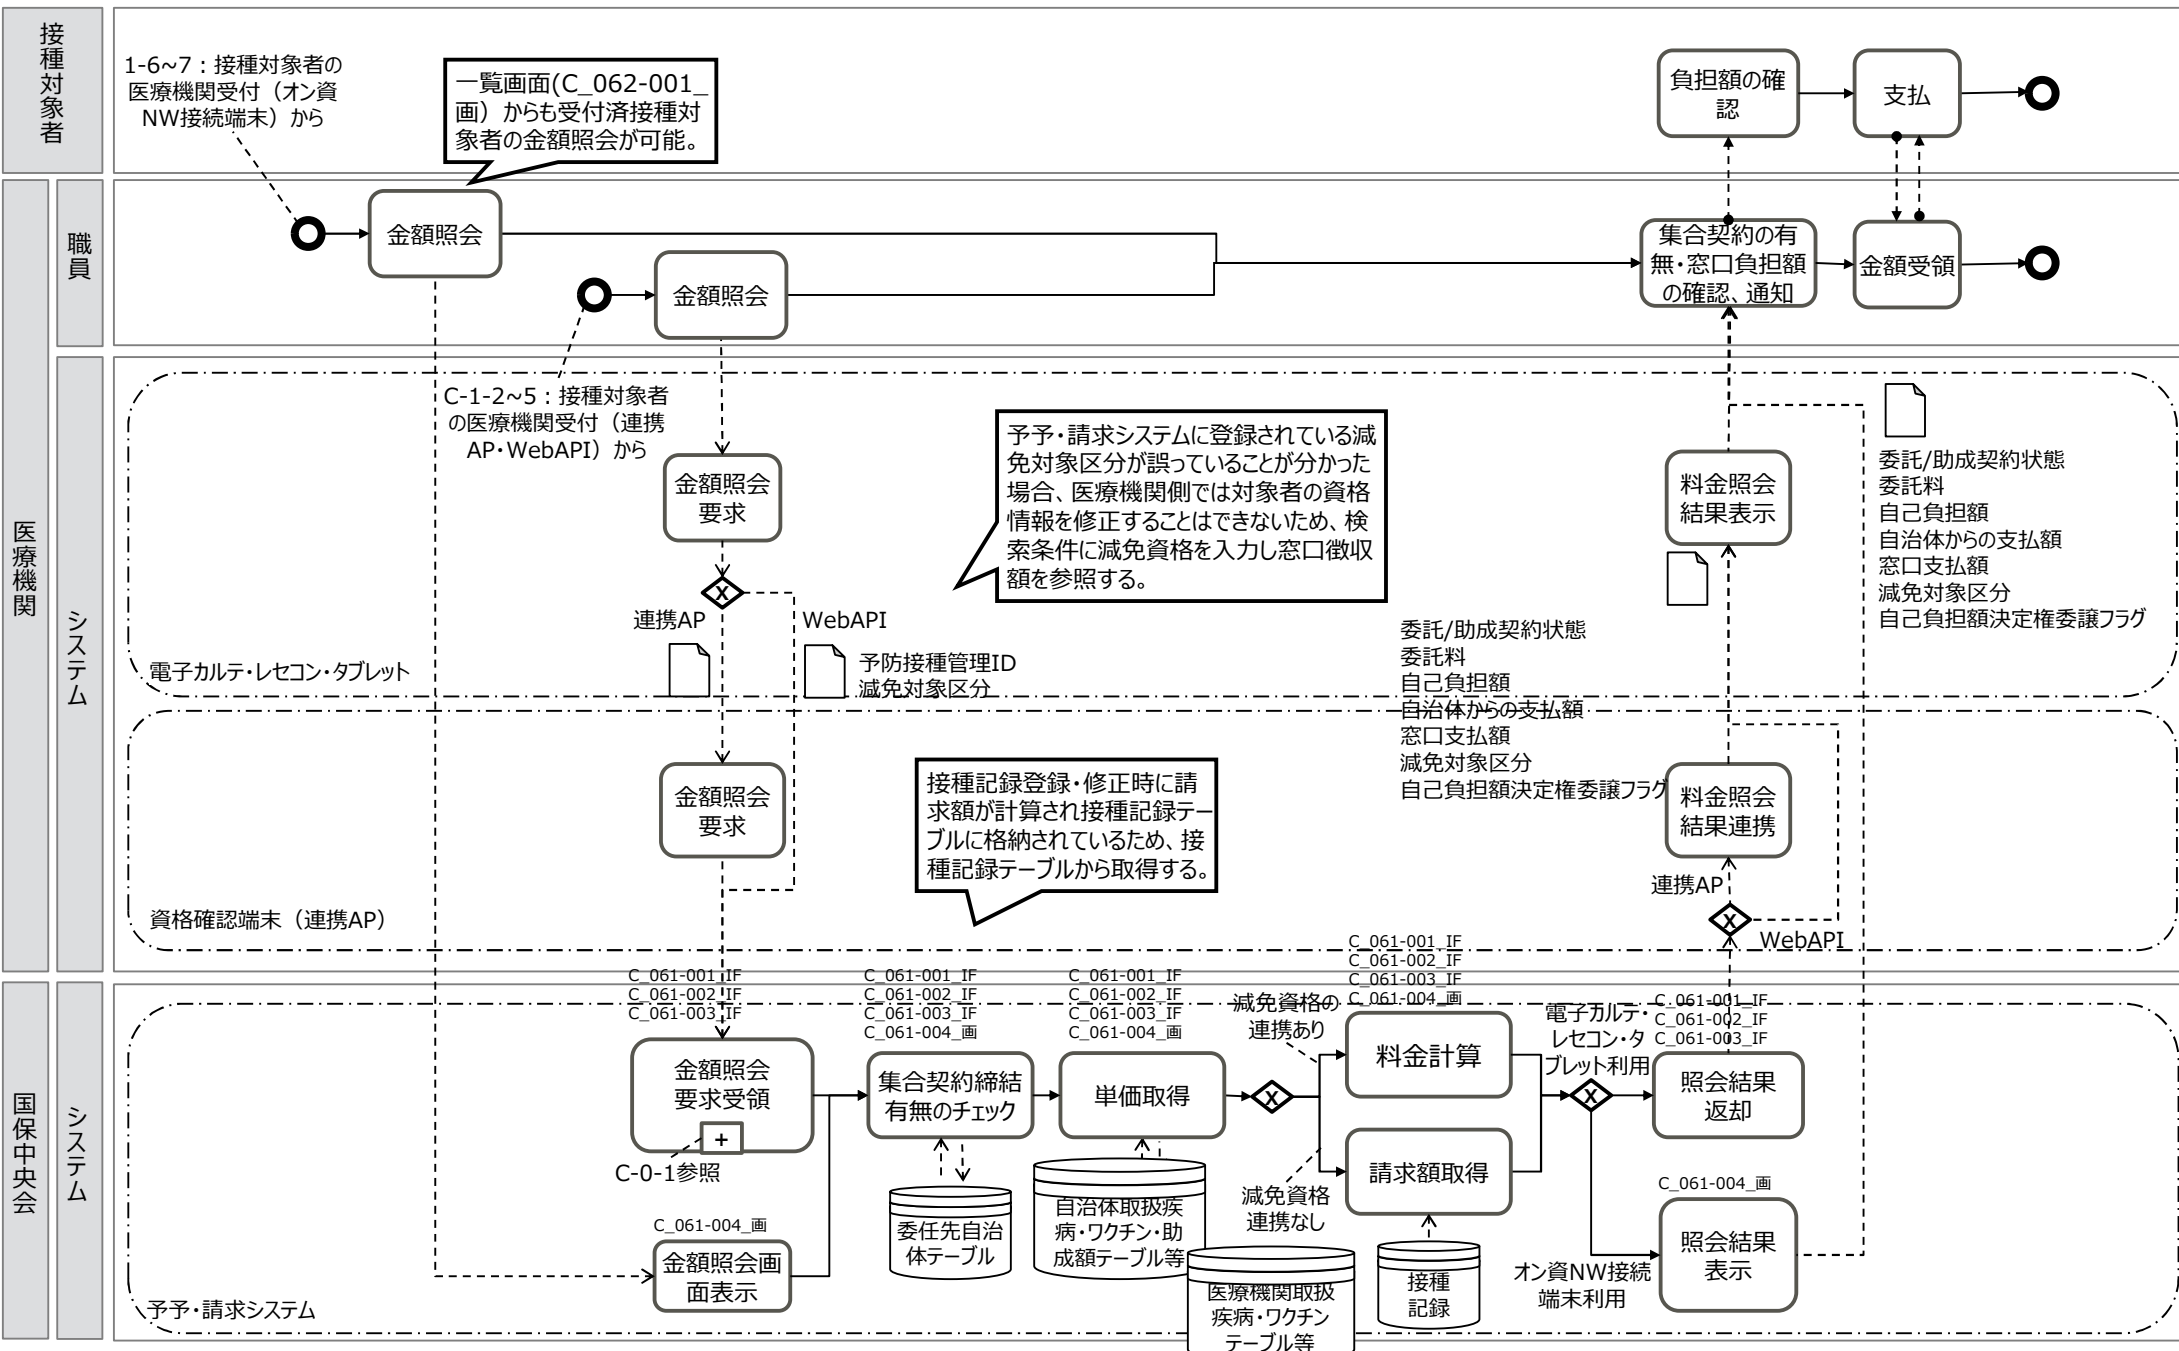 接種対象者
1-6~7：接種対象者の
医療機関受付（オン資
NW接続端末）から
一覧画面(C_062-001_
画）からも受付済接種対
象者の金額照会が可能。
負担額の確
認
支払
医療機関
職員
金額照会
金額照会
集合契約の有
無・窓口負担額
の確認、通知
金額受領
システム
C-1-2~5：接種対象者
の医療機関受付（連携
AP・WebAPI）から
金額照会
要求
連携AP
WebAPI
予防接種管理ID
減免対象区分
電子カルテ・レセコン・タブレット
予予・請求システムに登録されている減
免対象区分が誤っていることが分かった
場合、医療機関側では対象者の資格
情報を修正することはできないため、検
索条件に減免資格を入力し窓口徴収
額を参照する。
料金照会
結果表示
委託/助成契約状態
委託料
自己負担額
自治体からの支払額
窓口支払額
減免対象区分
自己負担額決定権委譲フラグ
委託/助成契約状態
委託料
自己負担額
自治体からの支払額
窓口支払額
減免対象区分
自己負担額決定権委譲フラグ
金額照会
要求
接種記録登録・修正時に請
求額が計算され接種記録テー
ブルに格納されているため、接
種記録テーブルから取得する。
料金照会
結果連携
連携AP
X
WebAPI
資格確認端末（連携AP）
国保中央会
システム
C_061-001_IF
C_061-002_IF
C_061-003_IF
金額照会
要求受領
+
C-0-1参照
C_061-004_画
金額照会画
面表示
C_061-001_IF
C_061-002_IF
C_061-003_IF
C_061-004_画
集合契約締結
有無のチェック
委任先自治
体テーブル
C_061-001_IF
C_061-002_IF
C_061-003_IF
C_061-004_画
単価取得
自治体取扱疾
病・ワクチン・助
成額テーブル等
医療機関取扱
疾病・ワクチン
テーブル等
X
減免資格の
連携あり
減免資格
連携なし
C_061-001_IF
C_061-002_IF
C_061-003_IF
C_061-004_画
料金計算
請求額取得
接種
記録
電子カルテ・
レセコン・タ
ブレット利用
X
オン資NW接続
端末利用
C_061-001_IF
C_061-002_IF
C_061-003_IF
照会結果
返却
C_061-004_画
照会結果
表示
予予・請求システム
X